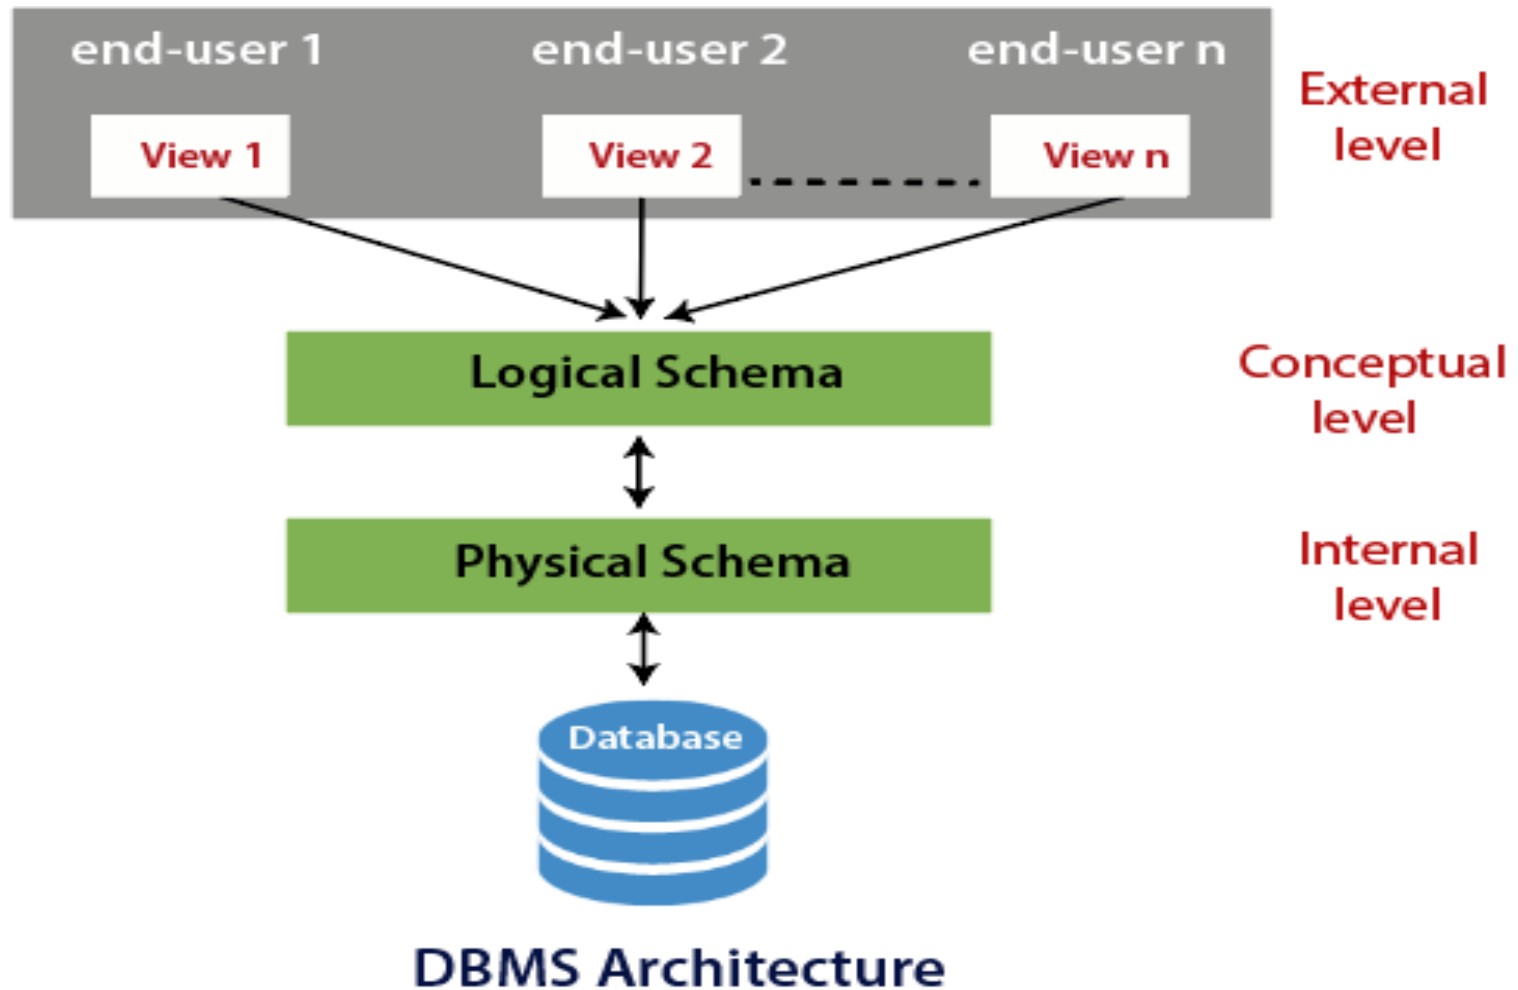 end-user 1 end-user 2 end-user n
External
level
View 1 View 2 View n
Logical Schema
Conceptual
level
Physical Schema
Internal
level
Database
DBMS Architecture